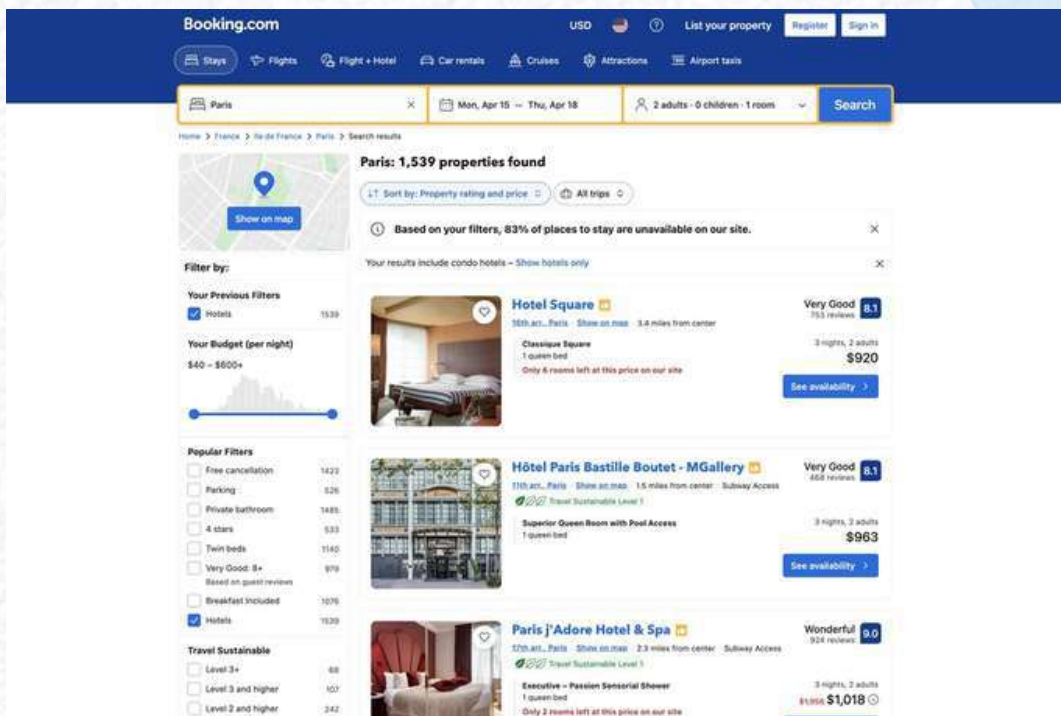 Booking.com
USD
List your property
Register
Sign in
Stays
Flights
Flight + Hotel
Car rentals
Cruises
Attractions
Airport taxis
Paris
Mon, Apr 15 — Thu, Apr 18
2 adults · 0 children · 1 room
Search
Home > France > Ile de France > Paris > Search results
Show on map
Filter by:
Your Previous Filters
Hotels 1539
Your Budget (per night)
$40 – $600+
Popular Filters
Free cancellation 1423
Parking 526
Private bathroom 1485
4 stars 533
Twin beds 1140
Very Good: 8+ 979
Based on guest reviews
Breakfast Included 1076
Hotels 1539
Travel Sustainable
Level 3+ 68
Level 3 and higher 107
Level 2 and higher 242
Paris: 1,539 properties found
Sort by: Property rating and price
All trips
Based on your filters, 83% of places to stay are unavailable on our site.
Your results include condo hotels – Show hotels only
Hotel Square
16th arr., Paris Show on map 3.4 miles from center
Classique Square
1 queen bed
Only 6 rooms left at this price on our site
Very Good 8.1
753 reviews
3 nights, 2 adults
$920
See availability
Hôtel Paris Bastille Boutet - MGallery
11th arr., Paris Show on map 1.5 miles from center Subway Access
Travel Sustainable Level 1
Superior Queen Room with Pool Access
1 queen bed
Very Good 8.1
468 reviews
3 nights, 2 adults
$963
See availability
Paris j'Adore Hotel & Spa
17th arr., Paris Show on map 2.3 miles from center Subway Access
Travel Sustainable Level 1
Executive – Passion Sensorial Shower
1 queen bed
Only 2 rooms left at this price on our site
Wonderful 9.0
924 reviews
3 nights, 2 adults
$1,018